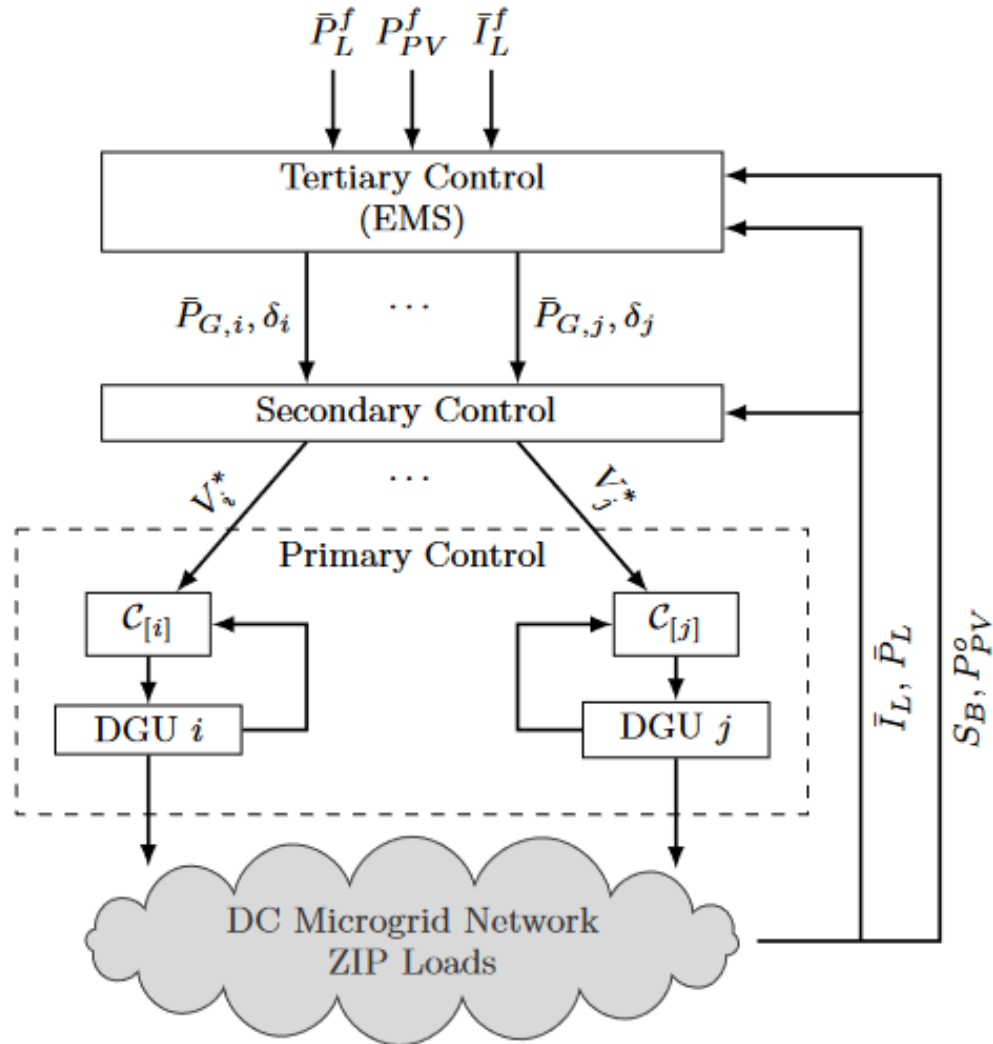 P̄_L^f P_PV^f Ī_L^f
Tertiary Control
(EMS)
P̄_G,i, δ_i ... P̄_G,j, δ_j
Secondary Control
V_i^* ... V_j^*
Primary Control
C_[i] C_[j]
DGU i DGU j
Ī_L, P̄_L
S_B, P_PV^o
DC Microgrid Network
ZIP Loads